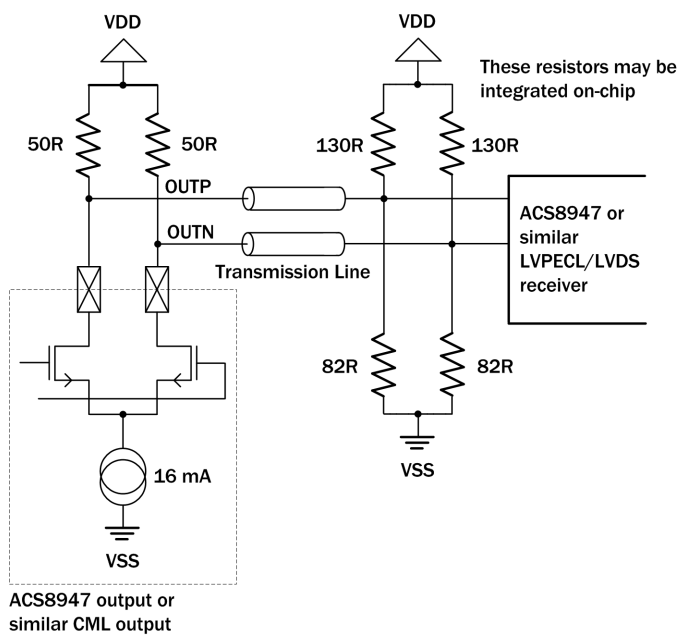 VDD
VDD
These resistors may be
integrated on-chip
50R
50R
130R
130R
OUTP
OUTN
Transmission Line
ACS8947 or
similar
LVPECL/LVDS
receiver
82R
82R
16 mA
VSS
VSS
ACS8947 output or
similar CML output